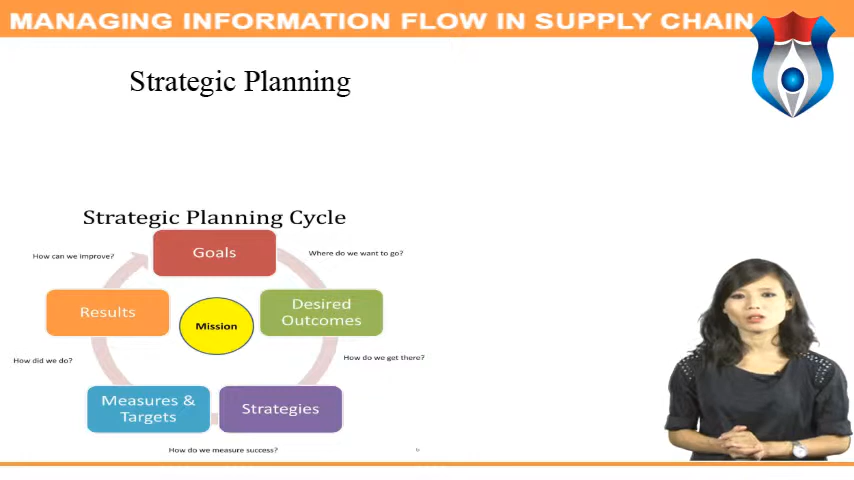 MANAGING INFORMATION FLOW IN SUPPLY CHAIN
Strategic Planning
Strategic Planning Cycle
How can we improve?
Goals
Where do we want to go?
Results
Mission
Desired
Outcomes
How did we do?
How do we get there?
Measures &
Targets
Strategies
How do we measure success?